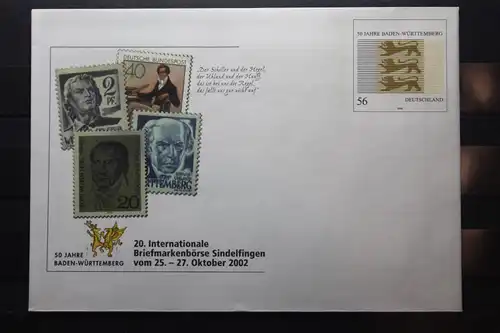 50 JAHRE BADEN-WÜRTTEMBERG
56
DEUTSCHLAND
2
PF.
DEUTSCHE BUNDESPOST
40
"Der Schiller und der Hegel,
der Uhland und der Hauff,
das ist bei uns der Regel,
das fällt uns gar nicht auf."
WÜRTTEMBERG
20
50 JAHRE
BADEN-WÜRTTEMBERG
20. Internationale
Briefmarkenbörse Sindelfingen
vom 25. – 27. Oktober 2002